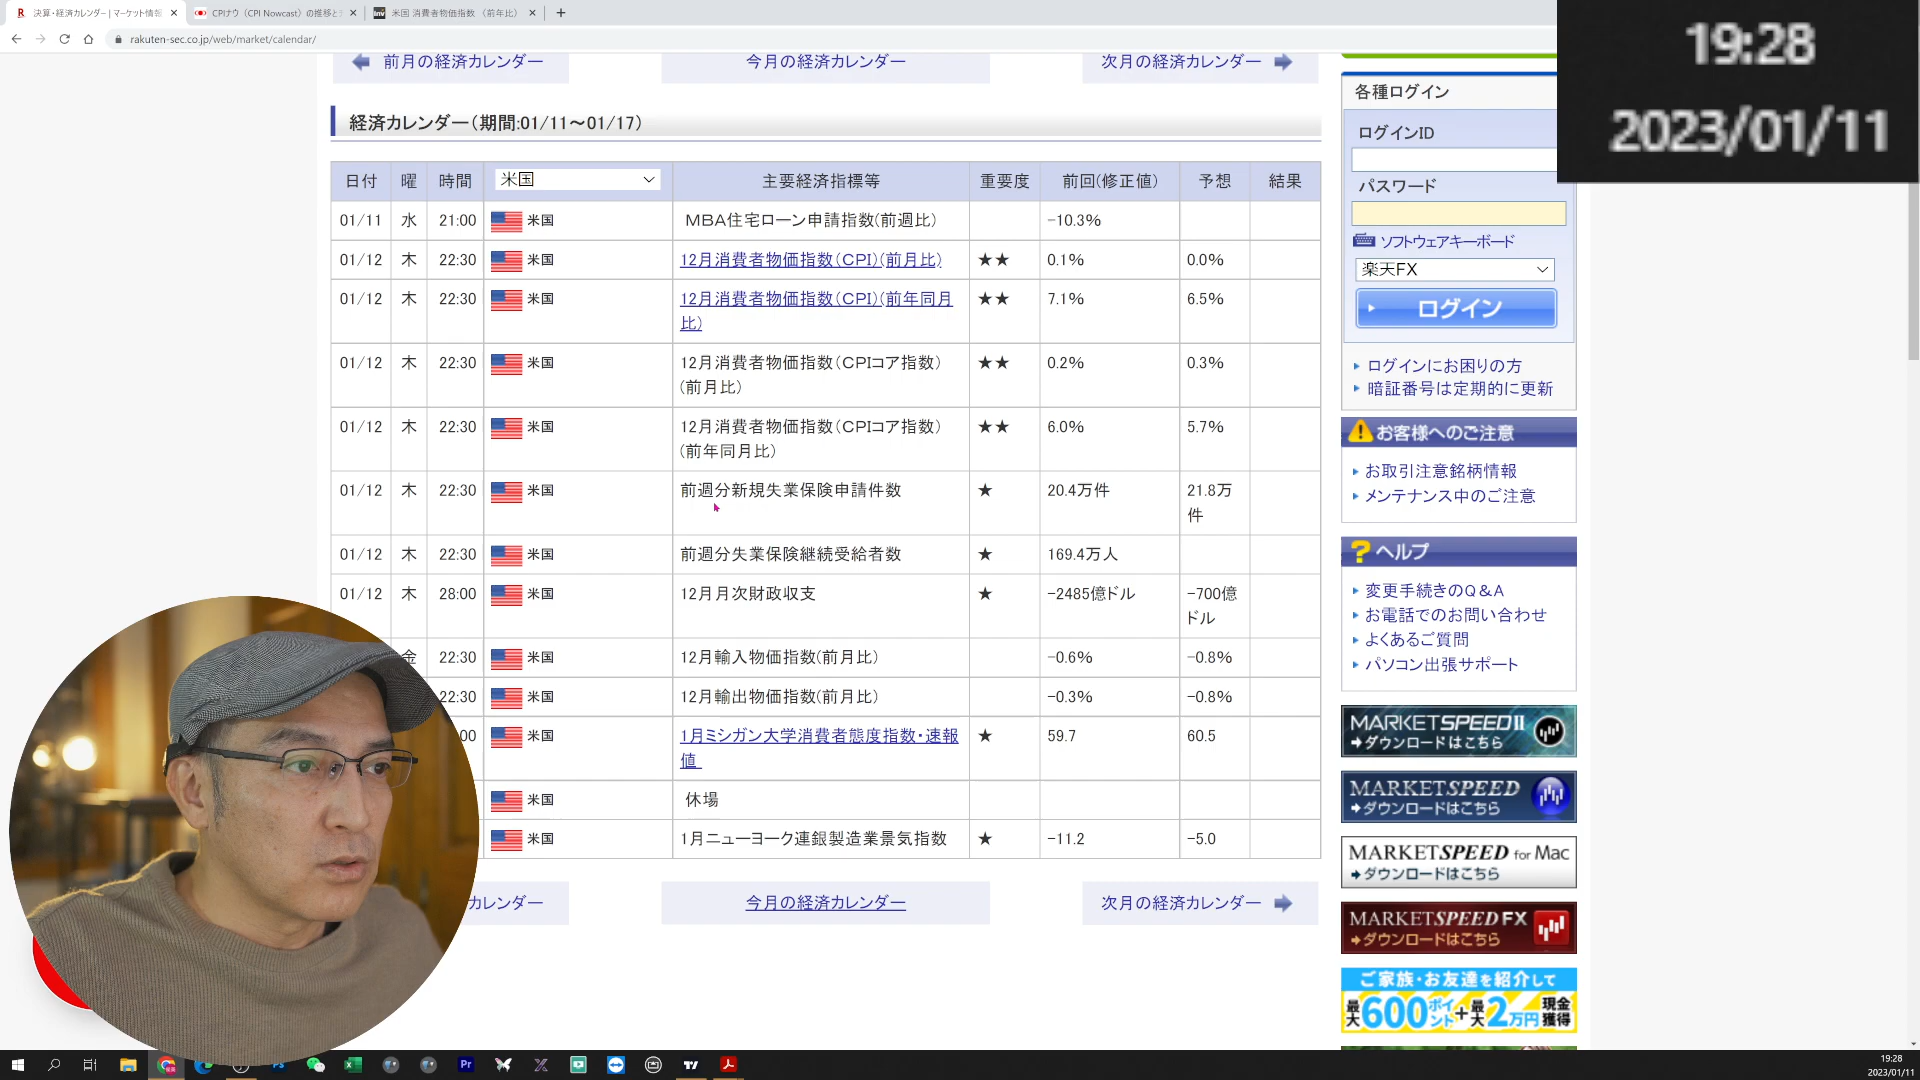 決算・経済カレンダー | マーケット情報
CPIナウ（CPI Nowcast）の推移と
米国 消費者物価指数 （前年比）
rakuten-sec.co.jp/web/market/calendar/
19:28
2023/01/11
前月の経済カレンダー
今月の経済カレンダー
次月の経済カレンダー
経済カレンダー(期間:01/11～01/17)
日付 曜 時間 米国 主要経済指標等 重要度 前回(修正値) 予想 結果
01/11 水 21:00 米国 MBA住宅ローン申請指数(前週比) -10.3%
01/12 木 22:30 米国 12月消費者物価指数(CPI)(前月比) ★★ 0.1% 0.0%
01/12 木 22:30 米国 12月消費者物価指数(CPI)(前年同月 ★★ 7.1% 6.5%
比)
01/12 木 22:30 米国 12月消費者物価指数(CPIコア指数) ★★ 0.2% 0.3%
(前月比)
01/12 木 22:30 米国 12月消費者物価指数(CPIコア指数) ★★ 6.0% 5.7%
(前年同月比)
01/12 木 22:30 米国 前週分新規失業保険申請件数 ★ 20.4万件 21.8万
件
01/12 木 22:30 米国 前週分失業保険継続受給者数 ★ 169.4万人
01/12 木 28:00 米国 12月月次財政収支 ★ -2485億ドル -700億
ドル
金 22:30 米国 12月輸入物価指数(前月比) -0.6% -0.8%
22:30 米国 12月輸出物価指数(前月比) -0.3% -0.8%
00 米国 1月ミシガン大学消費者態度指数・速報 ★ 59.7 60.5
値
米国 休場
米国 1月ニューヨーク連銀製造業景気指数 ★ -11.2 -5.0
カレンダー
今月の経済カレンダー
次月の経済カレンダー
各種ログイン
ログインID
パスワード
ソフトウェアキーボード
楽天FX
ログイン
ログインにお困りの方
暗証番号は定期的に更新
お客様へのご注意
お取引注意銘柄情報
メンテナンス中のご注意
? ヘルプ
変更手続きのQ&A
お電話でのお問い合わせ
よくあるご質問
パソコン出張サポート
MARKETSPEED II
ダウンロードはこちら
MARKETSPEED
ダウンロードはこちら
MARKETSPEED for Mac
ダウンロードはこちら
MARKETSPEED FX
ダウンロードはこちら
ご家族・お友達を紹介して
最大600ポイント+最大2万円現金獲得
19:28
2023/01/11